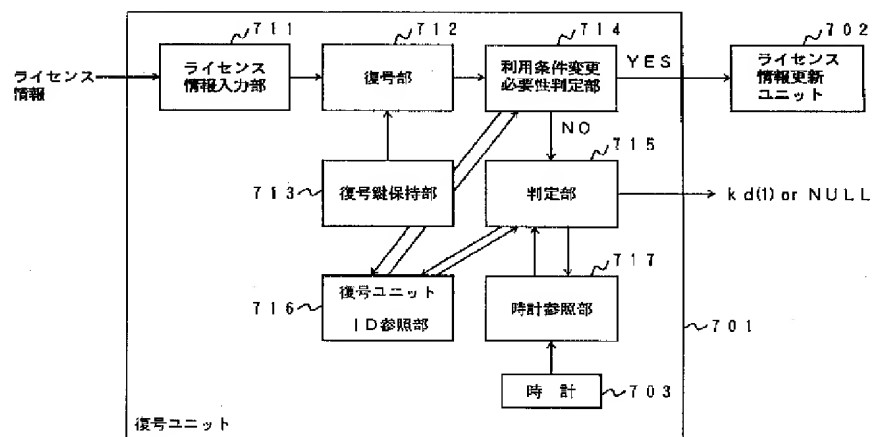 711
712
714
702
ライセンス
情報
ライセンス
情報入力部
復号部
利用条件変更
必要性判定部
YES
ライセンス
情報更新
ユニット
NO
715
713
復号鍵保持部
判定部
kd(1) or NULL
717
716
復号ユニット
ID参照部
時計参照部
701
時 計
703
復号ユニット